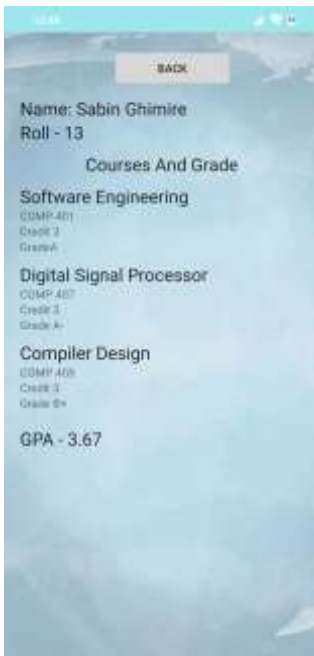 BACK
Name: Sabin Ghimire
Roll - 13
Courses And Grade
Software Engineering
COMP 401
Credit 3
GradeA
Digital Signal Processor
COMP 407
Credit 3
Grade A-
Compiler Design
COMP 409
Credit 3
Grade B+
GPA - 3.67